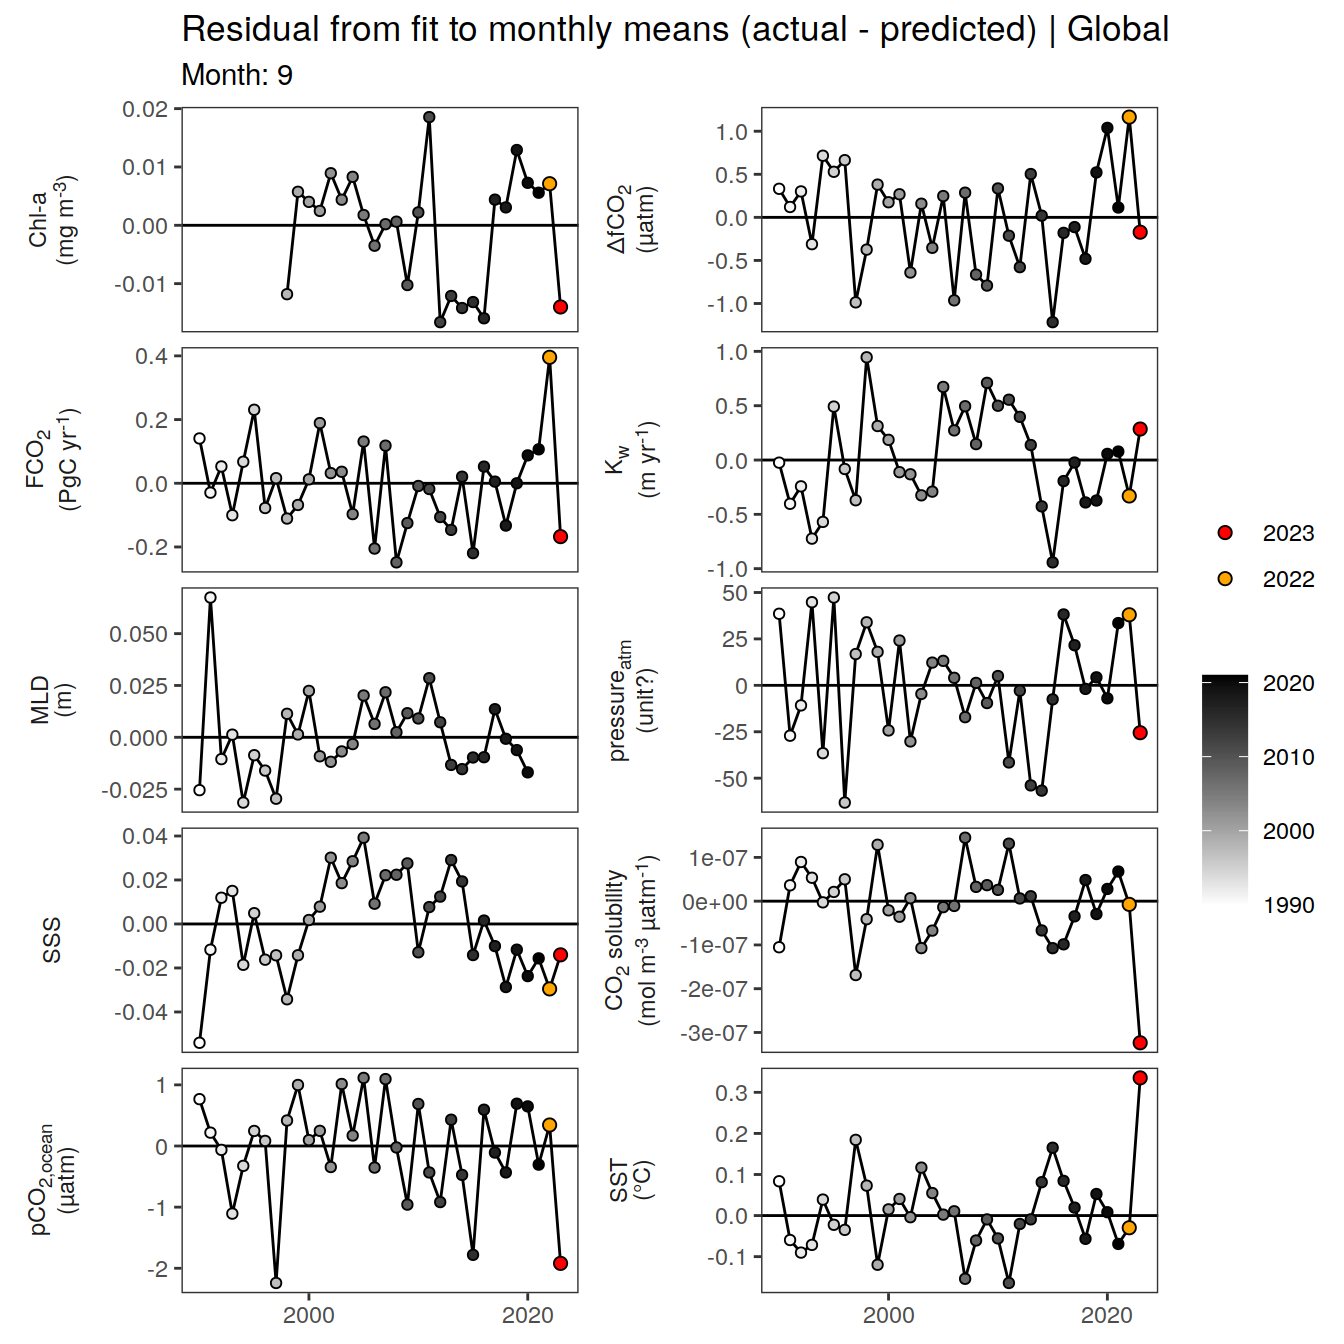 Residual from fit to monthly means (actual - predicted) | Global
Month: 9
Chl-a
(mg m-3)
0.02
0.01
0.00
-0.01
ΔfCO2
(µatm)
1.0
0.5
0.0
-0.5
-1.0
FCO2
(PgC yr-1)
0.4
0.2
0.0
-0.2
Kw
(m yr-1)
1.0
0.5
0.0
-0.5
-1.0
MLD
(m)
0.050
0.025
0.000
-0.025
pressureatm
(unit?)
50
25
0
-25
-50
SSS
0.04
0.02
0.00
-0.02
-0.04
CO2 solubility
(mol m-3 µatm-1)
1e-07
0e+00
-1e-07
-2e-07
-3e-07
pCO2,ocean
(µatm)
1
0
-1
-2
2000
2020
SST
(°C)
0.3
0.2
0.1
0.0
-0.1
2000
2020
2023
2022
2020
2010
2000
1990